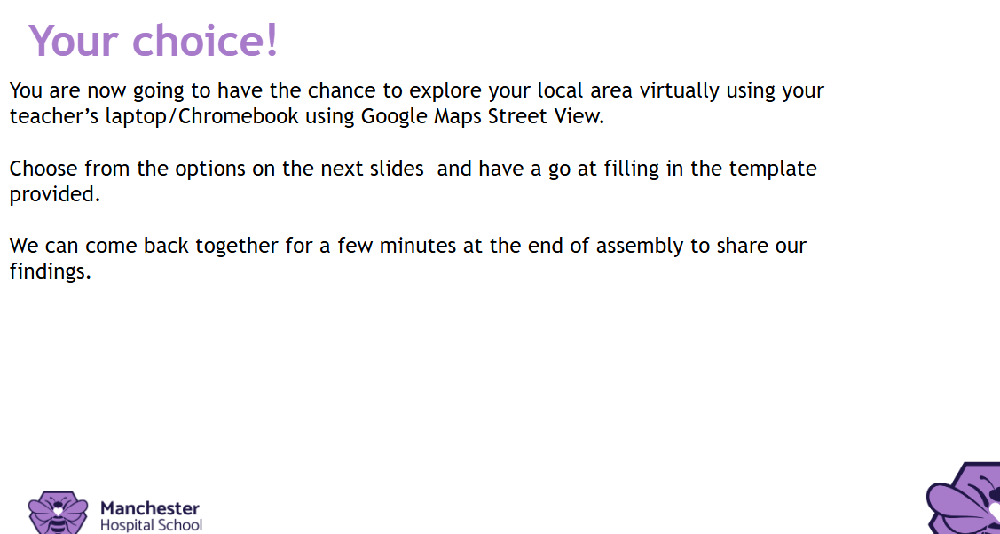 Your choice!
You are now going to have the chance to explore your local area virtually using your
teacher’s laptop/Chromebook using Google Maps Street View.
Choose from the options on the next slides  and have a go at filling in the template
provided.
We can come back together for a few minutes at the end of assembly to share our
findings.
Manchester
Hospital School